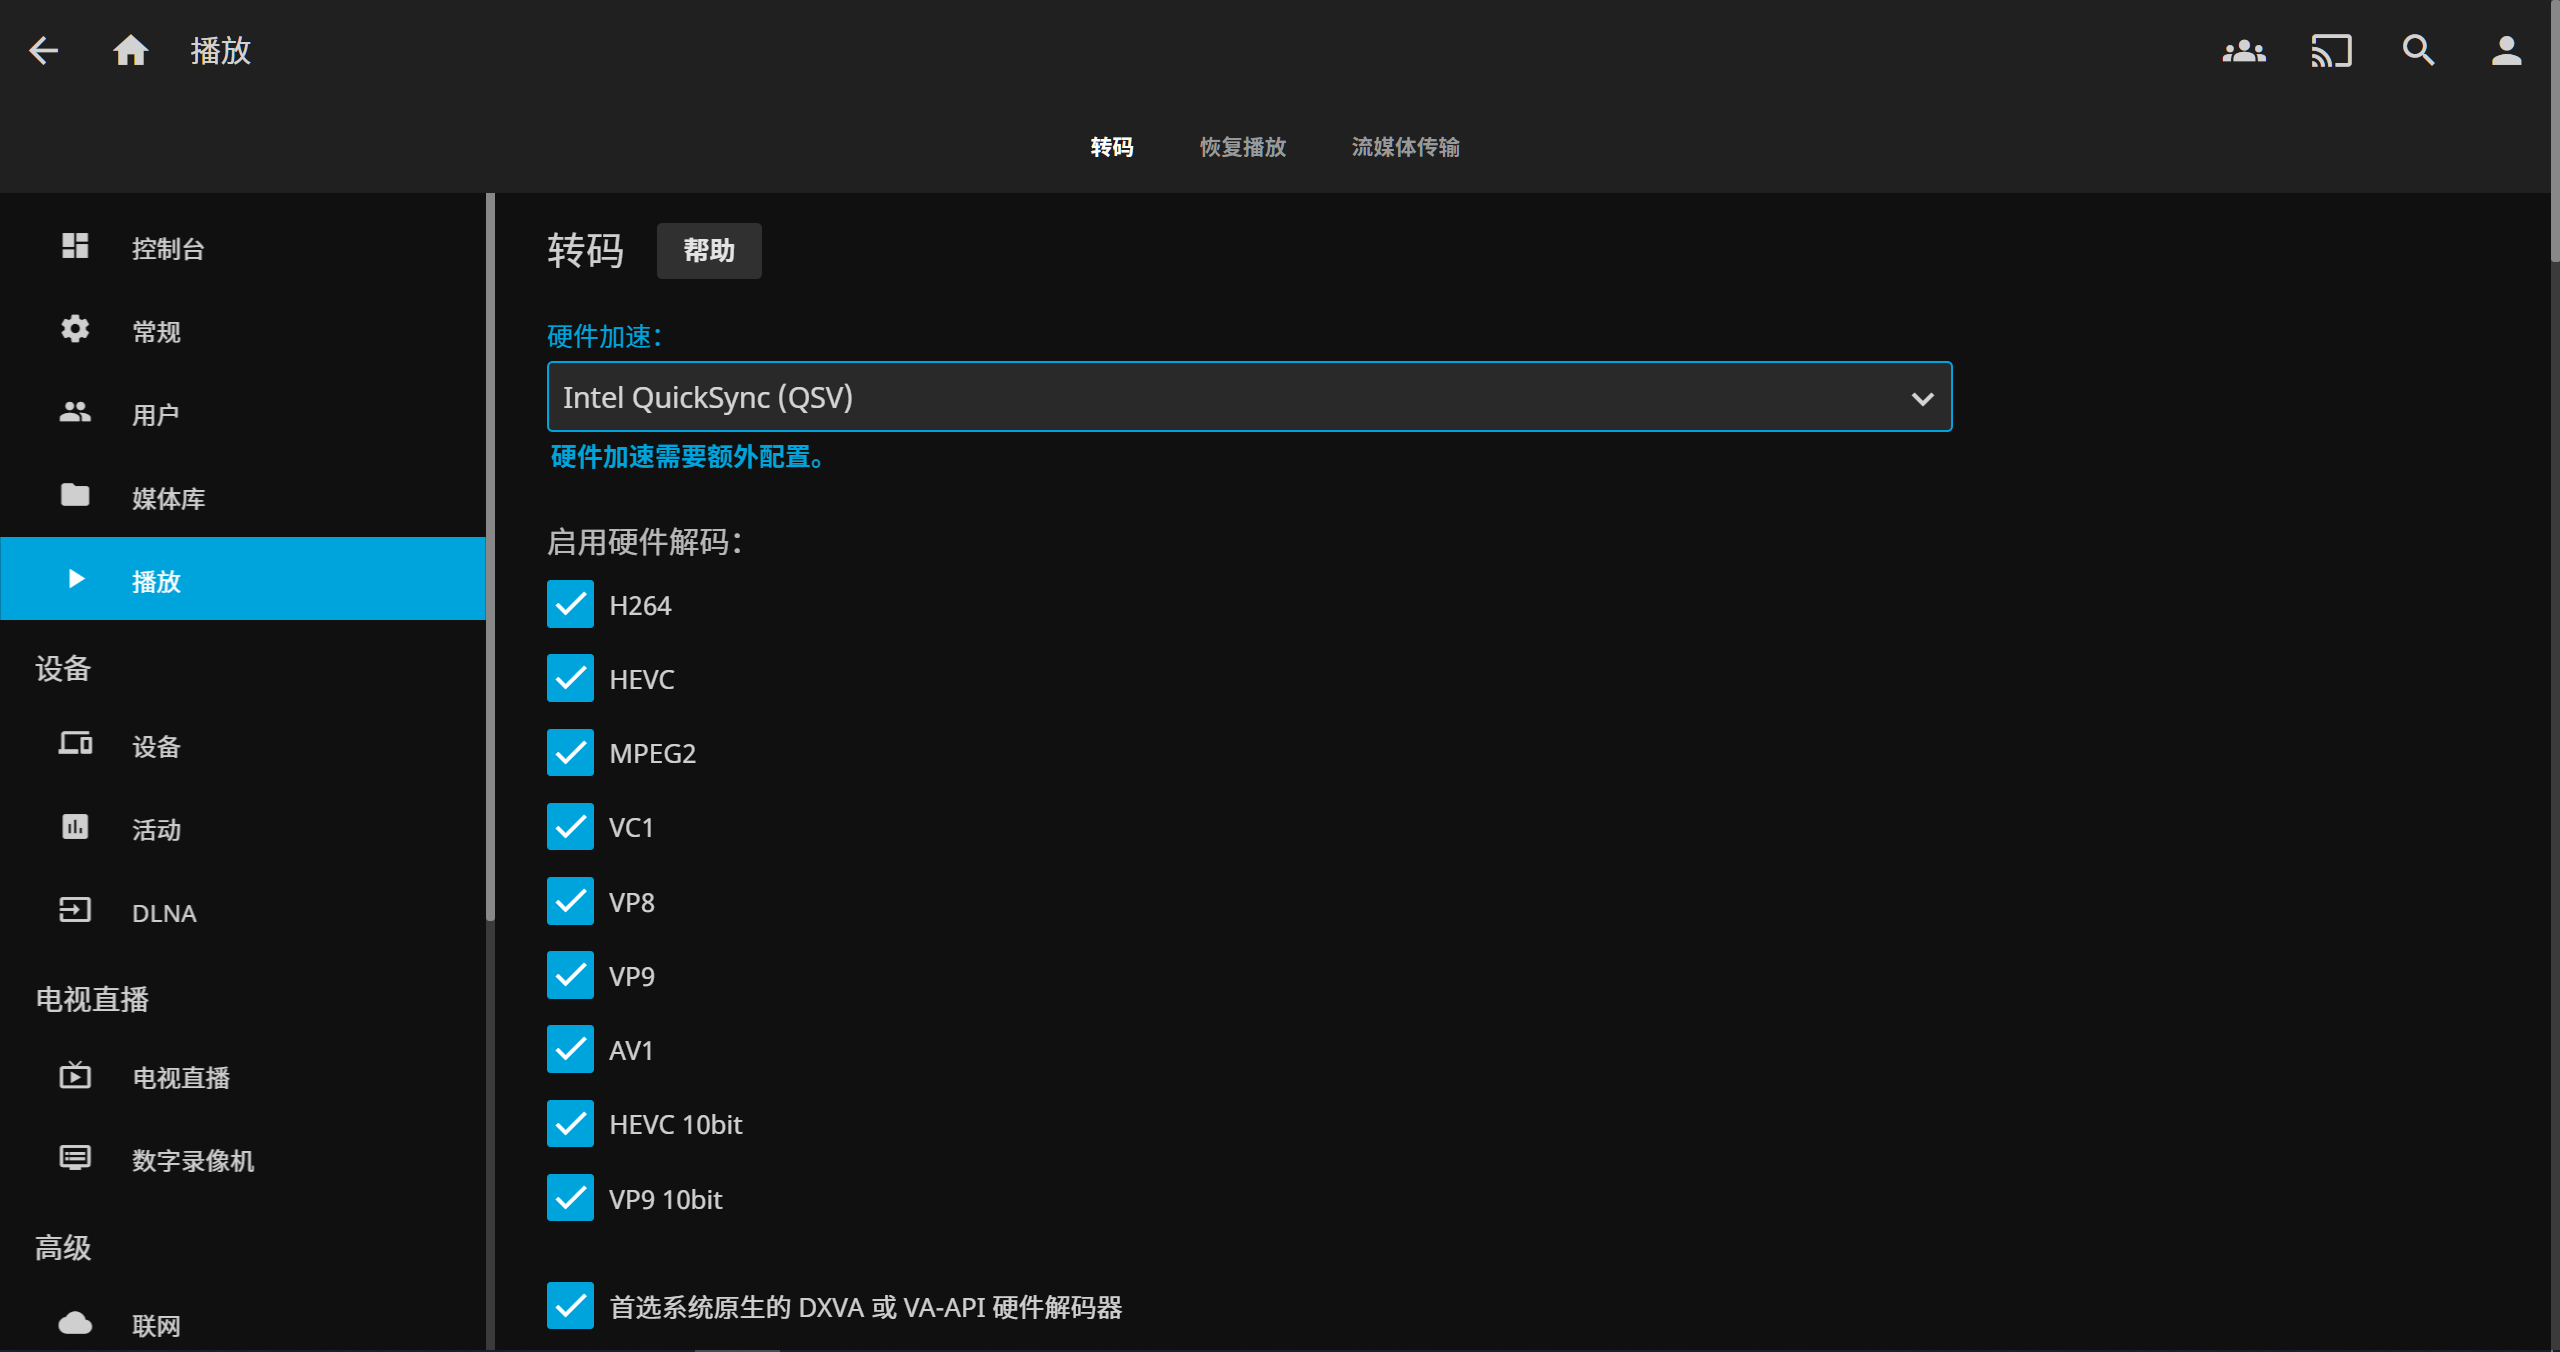 播放
转码 恢复播放 流媒体传输
控制台
常规
用户
媒体库
播放
设备
设备
活动
DLNA
电视直播
电视直播
数字录像机
高级
联网
转码 帮助
硬件加速：
Intel QuickSync (QSV)
硬件加速需要额外配置。
启用硬件解码：
H264
HEVC
MPEG2
VC1
VP8
VP9
AV1
HEVC 10bit
VP9 10bit
首选系统原生的 DXVA 或 VA-API 硬件解码器